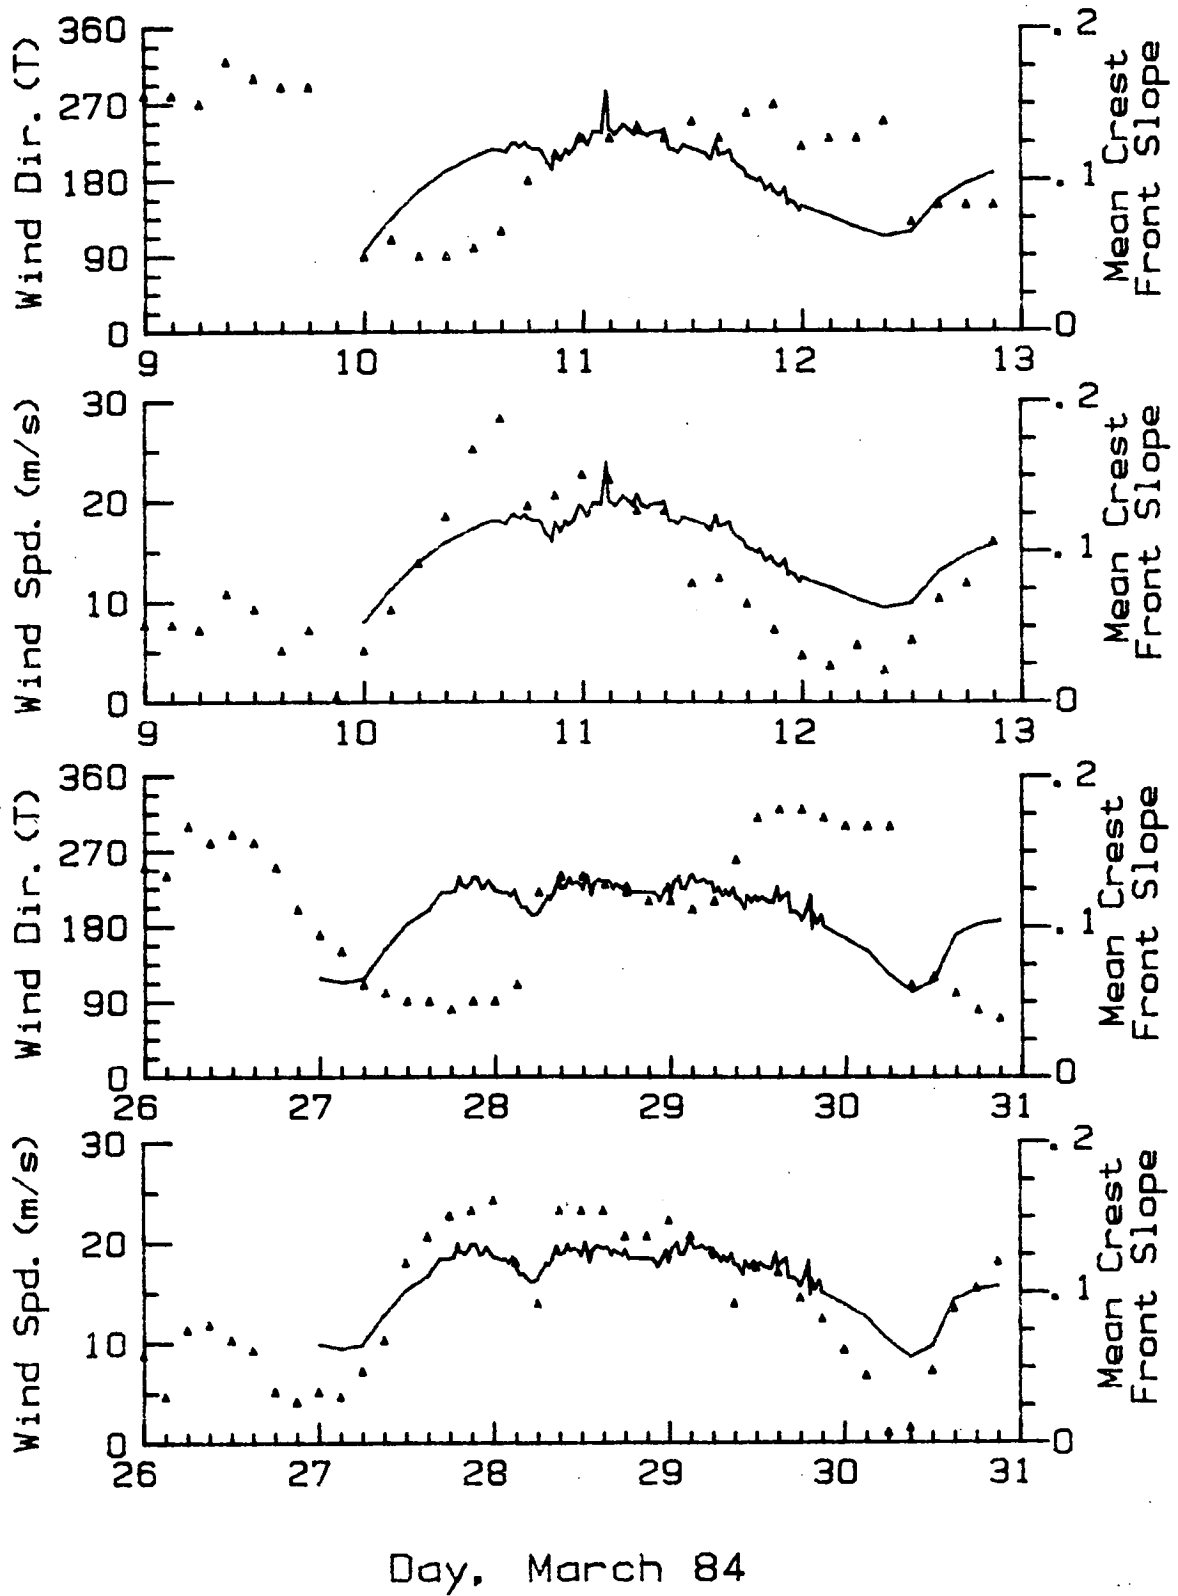 360
270
180
90
0
Wind Dir. (T)
.2
.1
0
Mean Crest
Front Slope
9 10 11 12 13
30
20
10
0
Wind Spd. (m/s)
.2
.1
0
Mean Crest
Front Slope
9 10 11 12 13
360
270
180
90
0
Wind Dir. (T)
.2
.1
0
Mean Crest
Front Slope
26 27 28 29 30 31
30
20
10
0
Wind Spd. (m/s)
.2
.1
0
Mean Crest
Front Slope
26 27 28 29 30 31
Day, March 84